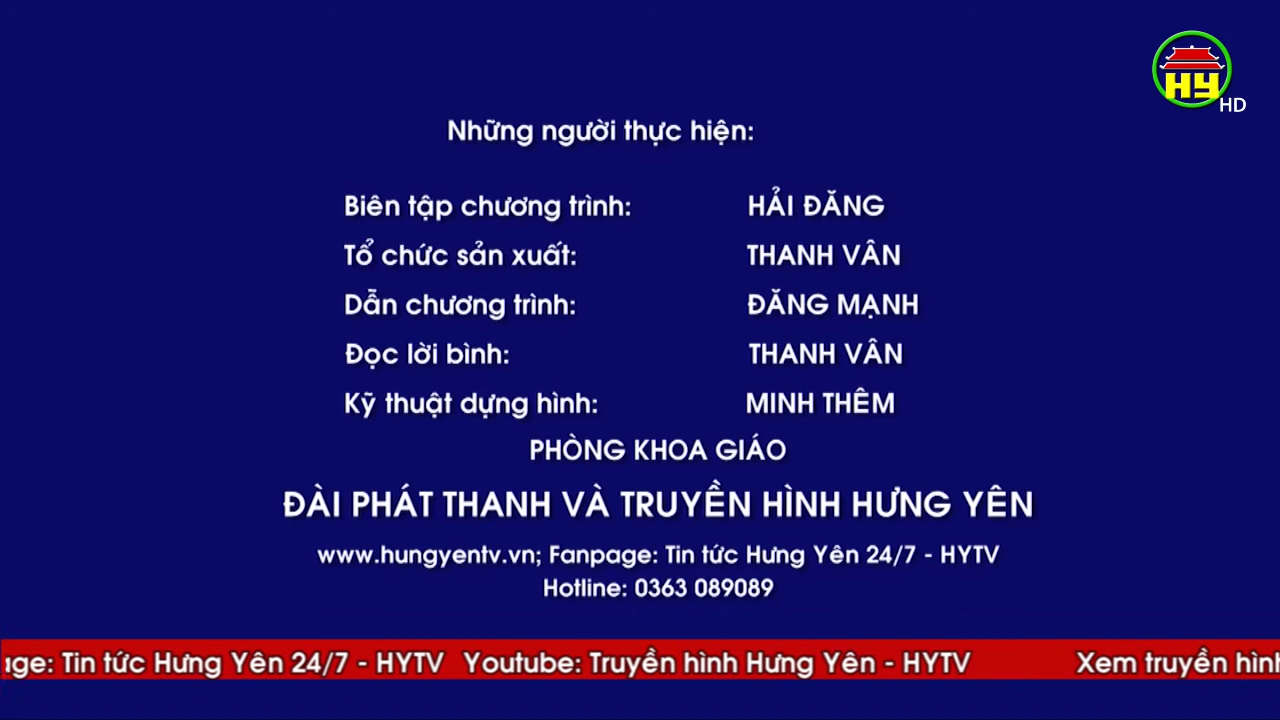 HY
HD
Những người thực hiện:
Biên tập chương trình: HẢI ĐĂNG
Tổ chức sản xuất: THANH VÂN
Dẫn chương trình: ĐĂNG MẠNH
Đọc lời bình: THANH VÂN
Kỹ thuật dựng hình: MINH THÊM
PHÒNG KHOA GIÁO
ĐÀI PHÁT THANH VÀ TRUYỀN HÌNH HƯNG YÊN
www.hungyentv.vn; Fanpage: Tin tức Hưng Yên 24/7 - HYTV
Hotline: 0363 089089
age: Tin tức Hưng Yên 24/7 - HYTV Youtube: Truyền hình Hưng Yên - HYTV Xem truyền hình